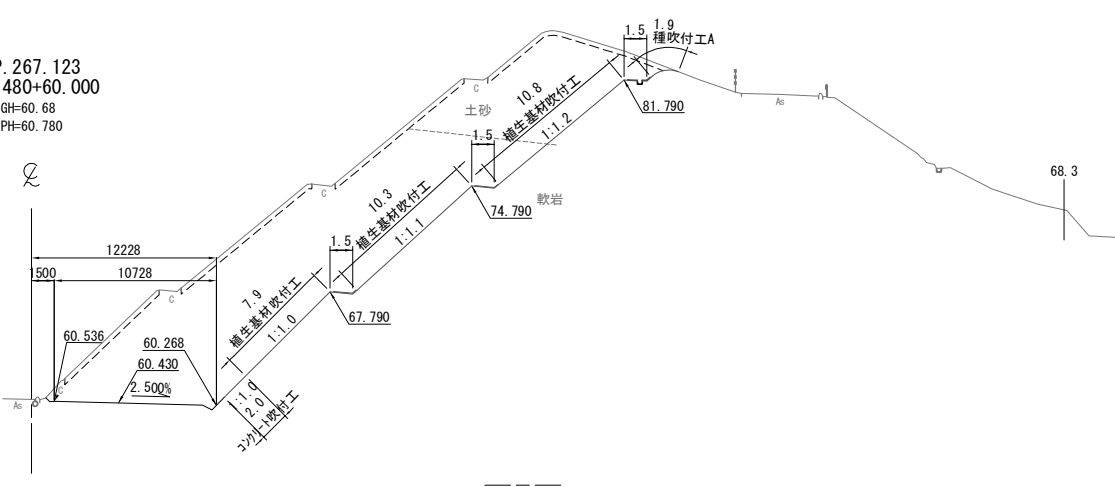 267.123
480+60.000
GH=60.68
PH=60.780
12228
1500
10728
60.536
60.268
60.430
2.500%
As
C
C
C
C
7.9
植生基材吹付工
1:1.0
1:1.0
2.0
コンクリート吹付工
1.5
67.790
10.3
植生基材吹付工
1:1.1
1.5
74.790
土砂
軟岩
10.8
植生基材吹付工
1:1.2
1.5
1.9
種吹付工A
81.790
As
68.3